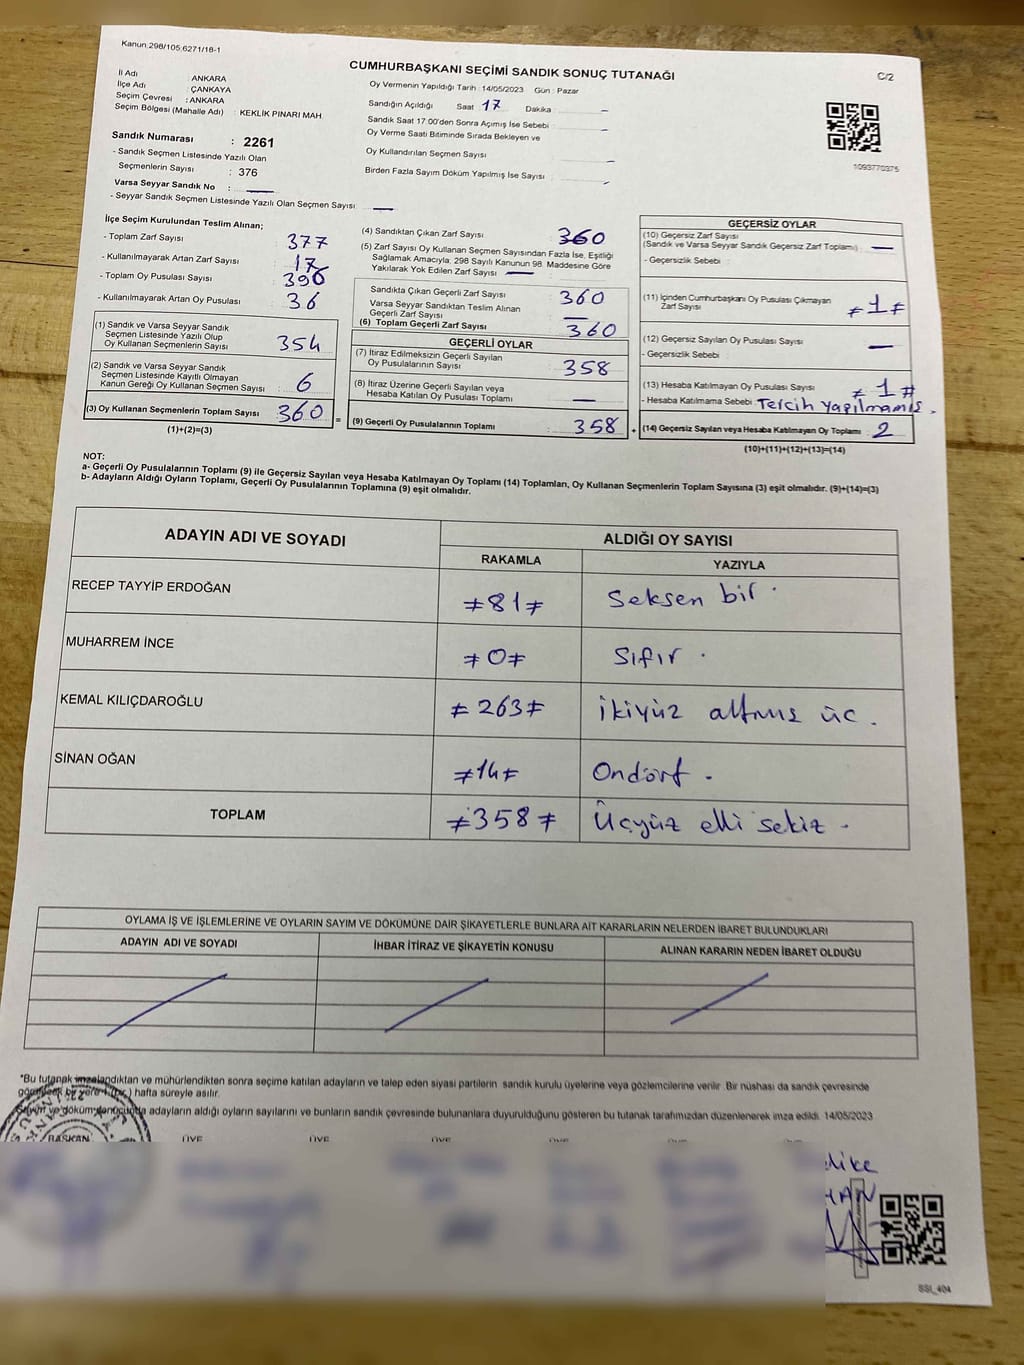 Kanun.298/105,6271/18-1
CUMHURBAŞKANI SEÇİMİ SANDIK SONUÇ TUTANAĞI
C/2
İl Adı : ANKARA
İlçe Adı : ÇANKAYA
Seçim Çevresi : ANKARA
Seçim Bölgesi (Mahalle Adı) : KEKLİK PINARI MAH.
Sandık Numarası : 2261
- Sandık Seçmen Listesinde Yazılı Olan
Seçmenlerin Sayısı : 376
Varsa Seyyar Sandık No :
- Seyyar Sandık Seçmen Listesinde Yazılı Olan Seçmen Sayısı :
Oy Vermenin Yapıldığı Tarih : 14/05/2023 Gün : Pazar
Sandığın Açıldığı Saat 17 Dakika :
Sandık Saat 17:00'den Sonra Açımış İse Sebebi :
Oy Verme Saati Bitiminde Sırada Bekleyen ve
Oy Kullandırılan Seçmen Sayısı
Birden Fazla Sayım Döküm Yapılmış İse Sayısı :
1093770375
İlçe Seçim Kurulundan Teslim Alınan;
- Toplam Zarf Sayısı : 377
- Kullanılmayarak Artan Zarf Sayısı : 17
- Toplam Oy Pusulası Sayısı : 396
- Kullanılmayarak Artan Oy Pusulası : 36
(1) Sandık ve Varsa Seyyar Sandık
Seçmen Listesinde Yazılı Olup
Oy Kullanan Seçmenlerin Sayısı : 354
(2) Sandık ve Varsa Seyyar Sandık
Seçmen Listesinde Kayıtlı Olmayan
Kanun Gereği Oy Kullanan Seçmen Sayısı : 6
(3) Oy Kullanan Seçmenlerin Toplam Sayısı : 360
(1)+(2)=(3)
=
(4) Sandıktan Çıkan Zarf Sayısı : 360
(5) Zarf Sayısı Oy Kullanan Seçmen Sayısından Fazla İse, Eşitliği
Sağlamak Amacıyla, 298 Sayılı Kanunun 98. Maddesine Göre
Yakılarak Yok Edilen Zarf Sayısı :
Sandıkta Çıkan Geçerli Zarf Sayısı : 360
Varsa Seyyar Sandıktan Teslim Alınan
Geçerli Zarf Sayısı :
(6) Toplam Geçerli Zarf Sayısı : 360
GEÇERLİ OYLAR
(7) İtiraz Edilmeksizin Geçerli Sayılan
Oy Pusulalarının Sayısı : 358
(8) İtiraz Üzerine Geçerli Sayılan veya
Hesaba Katılan Oy Pusulası Toplamı :
(9) Geçerli Oy Pusulalarının Toplamı : 358
+
GEÇERSİZ OYLAR
(10) Geçersiz Zarf Sayısı
(Sandık ve Varsa Seyyar Sandık Geçersiz Zarf Toplamı) :
- Geçersizlik Sebebi :
(11) İçinden Cumhurbaşkanı Oy Pusulası Çıkmayan
Zarf Sayısı : ≠1≠
(12) Geçersiz Sayılan Oy Pusulası Sayısı :
- Geçersizlik Sebebi
(13) Hesaba Katılmayan Oy Pusulası Sayısı : ≠1≠
- Hesaba Katılmama Sebebi : Tercih yapılmamış.
(14) Geçersiz Sayılan veya Hesaba Katılmayan Oy Toplamı : 2
(10)+(11)+(12)+(13)=(14)
NOT:
a- Geçerli Oy Pusulalarının Toplamı (9) ile Geçersiz Sayılan veya Hesaba Katılmayan Oy Toplamı (14) Toplamları, Oy Kullanan Seçmenlerin Toplam Sayısına (3) eşit olmalıdır. (9)+(14)=(3)
b- Adayların Aldığı Oyların Toplamı, Geçerli Oy Pusulalarının Toplamına (9) eşit olmalıdır.
ADAYIN ADI VE SOYADI
ALDIĞI OY SAYISI
RAKAMLA YAZIYLA
RECEP TAYYİP ERDOĞAN ≠81≠ Seksen bir.
MUHARREM İNCE ≠0≠ Sıfır.
KEMAL KILIÇDAROĞLU ≠263≠ ikiyüz altmış üç.
SİNAN OĞAN ≠14≠ Ondört.
TOPLAM ≠358≠ Üçyüz elli sekiz.
OYLAMA İŞ VE İŞLEMLERİNE VE OYLARIN SAYIM VE DÖKÜMÜNE DAİR ŞİKAYETLERLE BUNLARA AİT KARARLARIN NELERDEN İBARET BULUNDUKLARI
ADAYIN ADI VE SOYADI İHBAR İTİRAZ VE ŞİKAYETİN KONUSU ALINAN KARARIN NEDEN İBARET OLDUĞU
*Bu tutanak imzalandıktan ve mühürlendikten sonra seçime katılan adayların ve talep eden siyasi partilerin sandık kurulu üyelerine veya gözlemcilerine verilir. Bir nüshası da sandık çevresinde
görülecek bir yere 1 (bir) hafta süreyle asılır.
Sayım ve döküm sonucunda adayların aldığı oyların sayılarını ve bunların sandık çevresinde bulunanlara duyurulduğunu gösteren bu tutanak tarafımızdan düzenlenerek imza edildi. 14/05/2023
BAŞKAN ÜYE ÜYE ÜYE ÜYE ÜYE
SSI_404